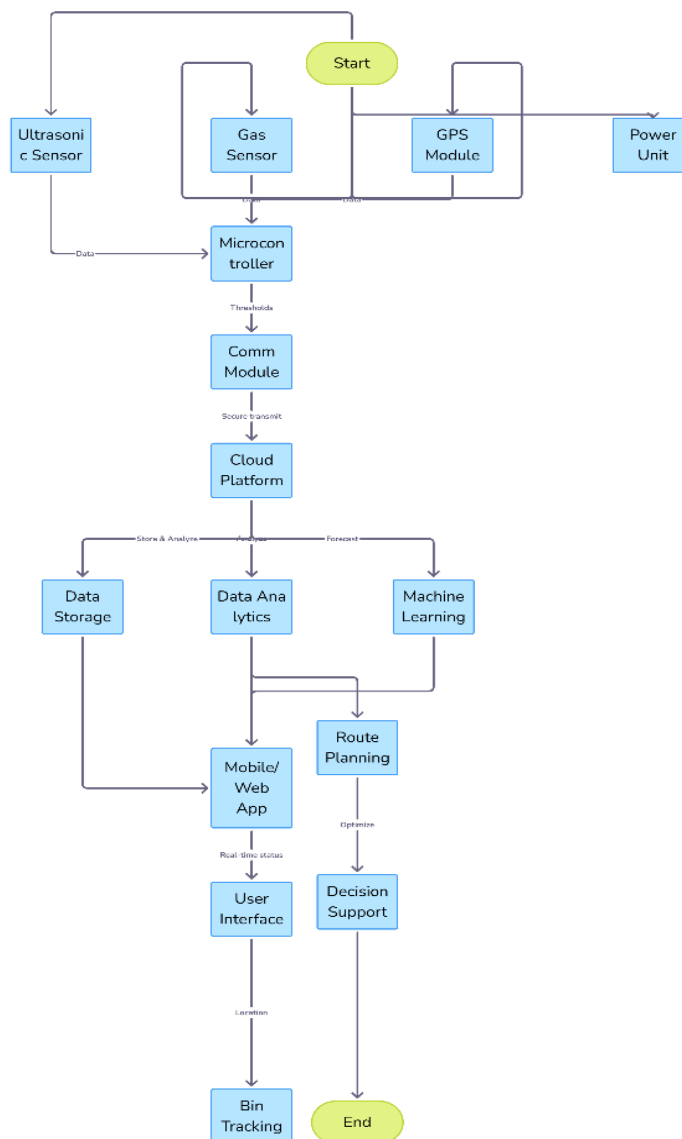 Start
Ultrasoni
c Sensor
Gas
Sensor
GPS
Module
Power
Unit
Data
Data
Microcon
troller
Data
Thresholds
Comm
Module
Secure transmit
Cloud
Platform
Store & Analyze
Analyze
Forecast
Data
Storage
Data Ana
lytics
Machine
Learning
Route
Planning
Mobile/
Web
App
Optimize
Real-time status
User
Interface
Decision
Support
Location
Bin
Tracking
End